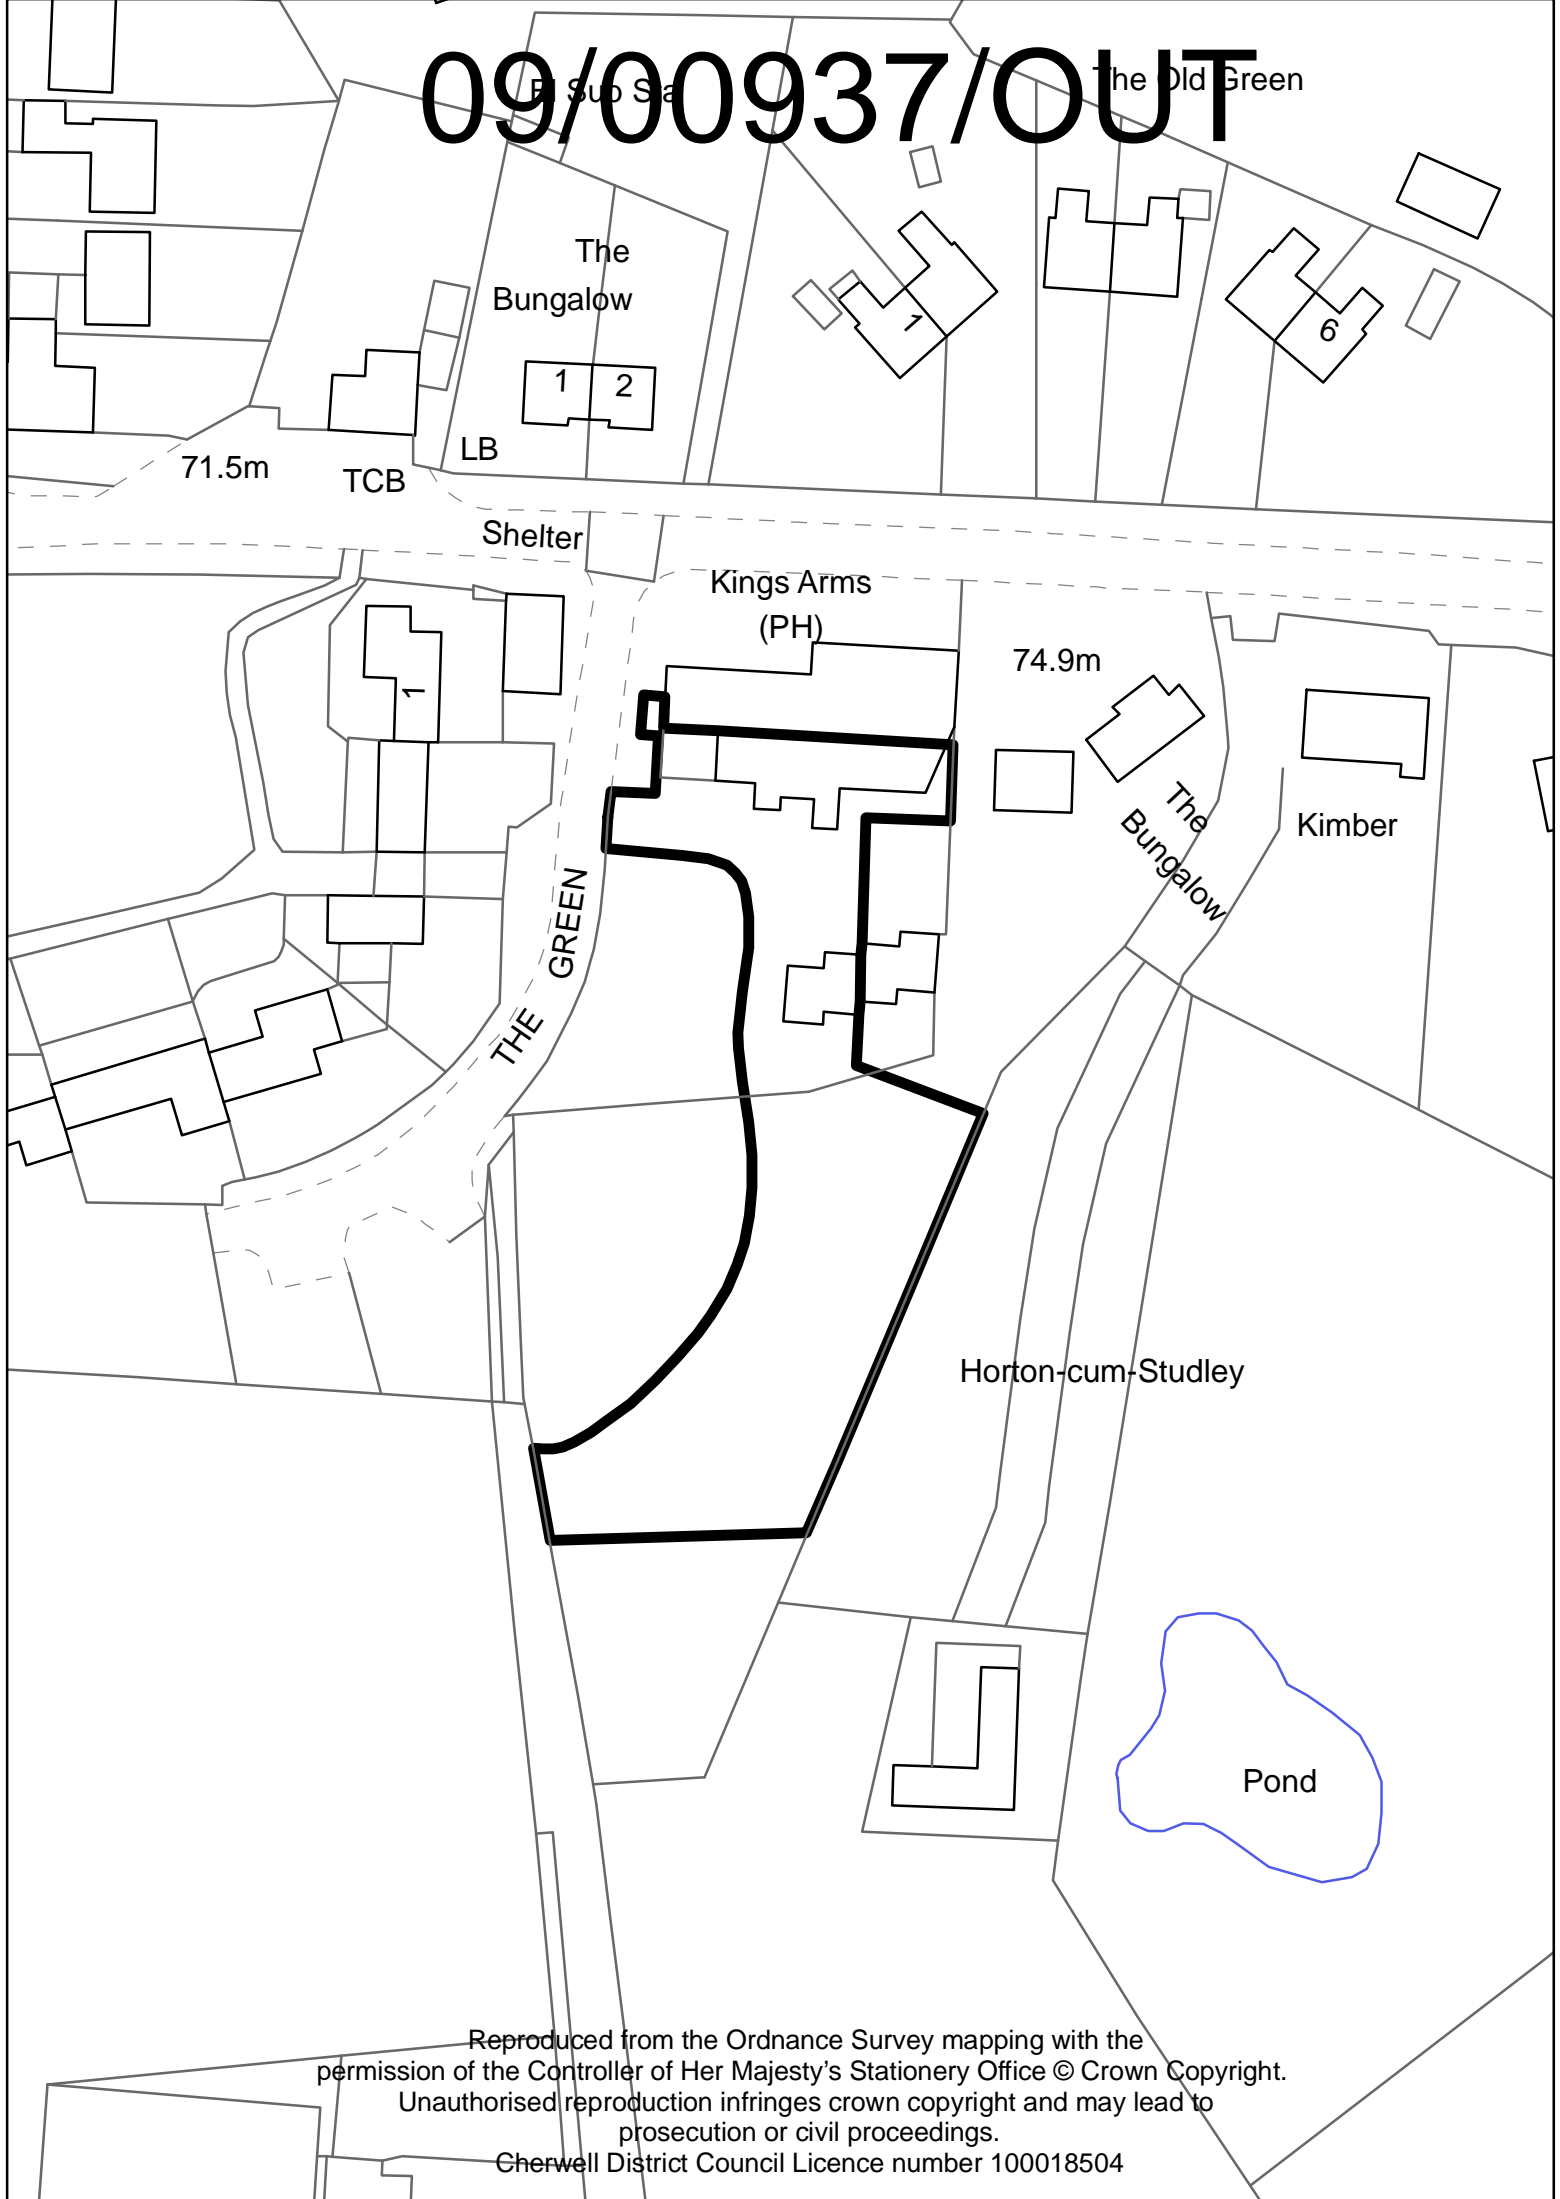 09/00937/OUT
El Sub Sta
The Old Green
The
Bungalow
1
6
1
2
LB
71.5m
TCB
Shelter
Kings Arms
(PH)
74.9m
1
The
Bungalow
Kimber
THE GREEN
Horton-cum-Studley
Pond
Reproduced from the Ordnance Survey mapping with the
permission of the Controller of Her Majesty's Stationery Office © Crown Copyright.
Unauthorised reproduction infringes crown copyright and may lead to
prosecution or civil proceedings.
Cherwell District Council Licence number 100018504